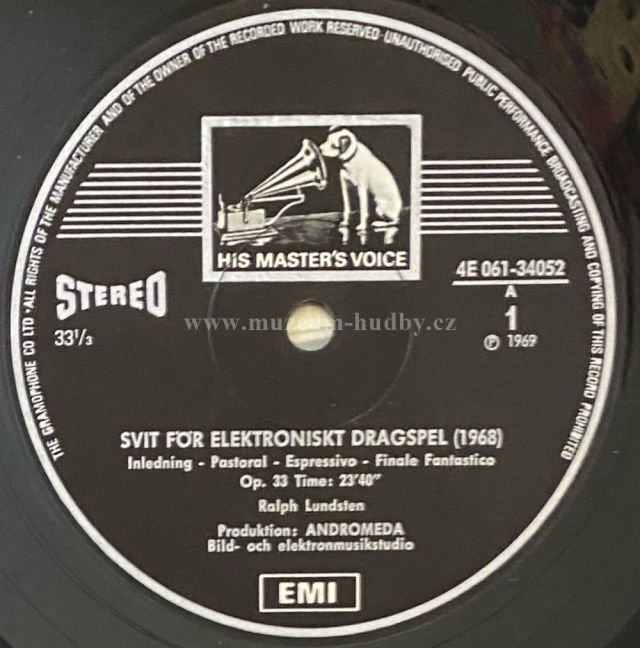 THE GRAMOPHONE CO LTD · ALL RIGHTS OF THE MANUFACTURER AND OF THE OWNER OF THE RECORDED WORK RESERVED · UNAUTHORISED PUBLIC PERFORMANCE BROADCASTING AND COPYING OF THIS RECORD PROHIBITED
HIS MASTER'S VOICE
STEREO
33⅓
4E 061-34052
A
1
℗ 1969
www.muzeum-hudby.cz
SVIT FÖR ELEKTRONISKT DRAGSPEL (1968)
Inledning - Pastoral - Espressivo - Finale Fantastico
Op. 33 Time: 23'40"
Ralph Lundsten
Produktion: ANDROMEDA
Bild- och elektronmusikstudio
EMI